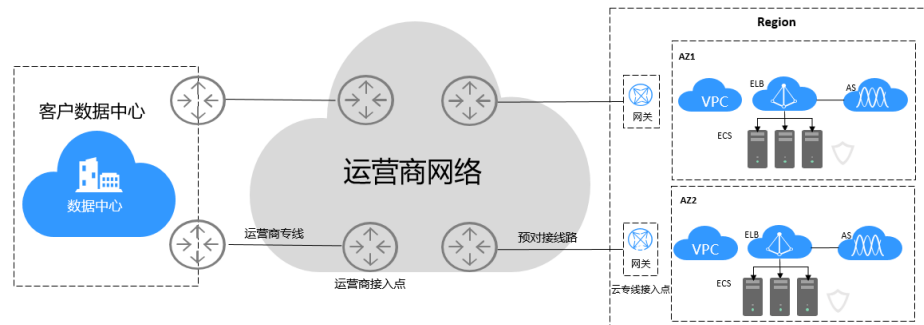 Region
客户数据中心
数据中心
运营商网络
运营商专线
运营商接入点
预对接线路
网关
网关
云专线接入点
AZ1
VPC
ELB
AS
ECS
AZ2
VPC
ELB
AS
ECS